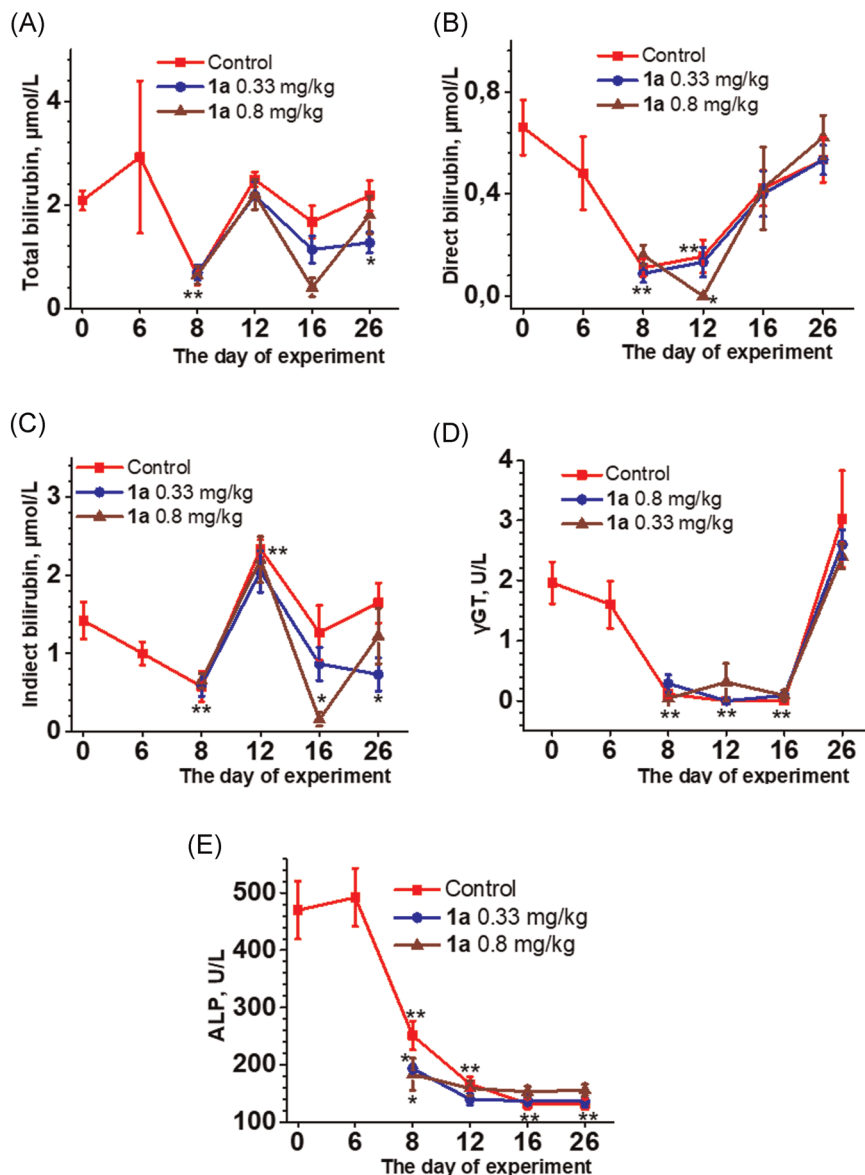 (A)
Control
1a 0.33 mg/kg
1a 0.8 mg/kg
Total bilirubin, µmol/L
4
2
0
**
*
0 6 8 12 16 26
The day of experiment
(B)
Control
1a 0.33 mg/kg
1a 0.8 mg/kg
Direct bilirubin, µmol/L
0,8
0,4
0,0
**
**
*
0 6 8 12 16 26
The day of experiment
(C)
Control
1a 0.33 mg/kg
1a 0.8 mg/kg
Indiect bilirubin, µmol/L
3
2
1
0
**
**
*
*
0 6 8 12 16 26
The day of experiment
(D)
Control
1a 0.8 mg/kg
1a 0.33 mg/kg
γGT, U/L
4
3
2
1
0
** ** **
0 6 8 12 16 26
The day of experiment
(E)
Control
1a 0.33 mg/kg
1a 0.8 mg/kg
ALP, U/L
500
400
300
200
100
**
*
*
**
** **
0 6 8 12 16 26
The day of experiment